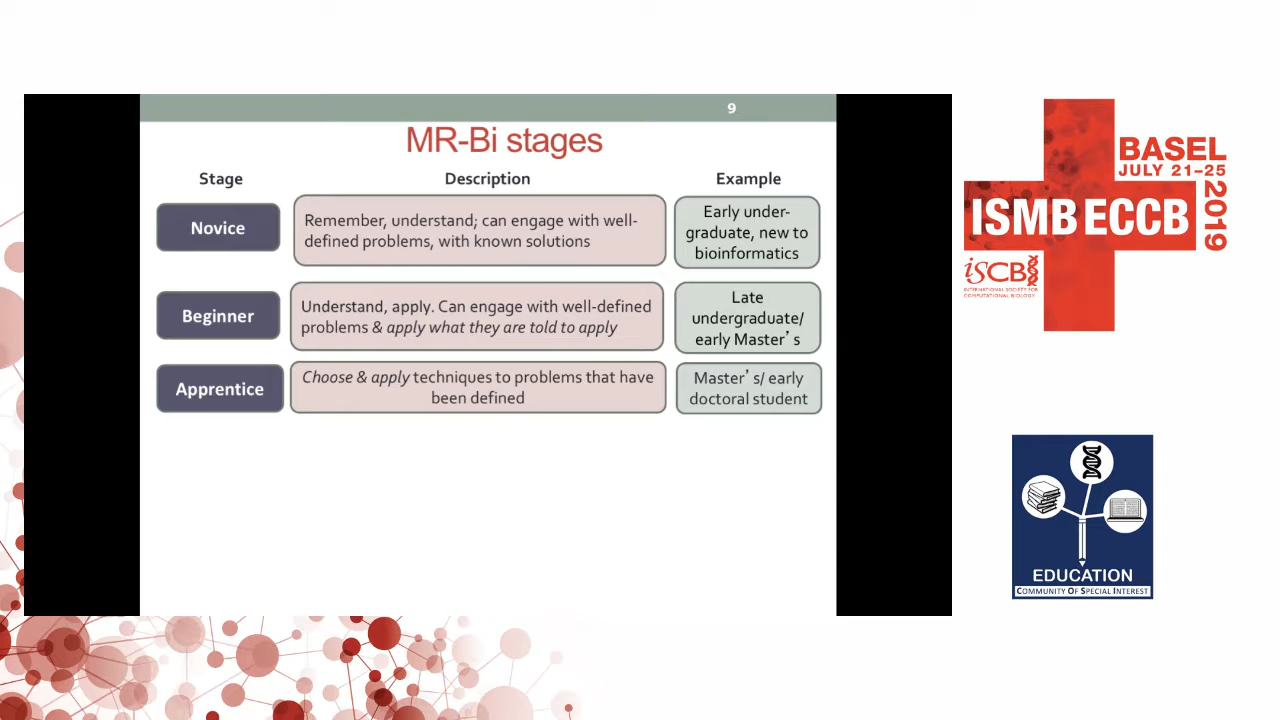 9
MR-Bi stages
Stage Description Example
Novice
Remember, understand; can engage with well-
defined problems, with known solutions
Early under-
graduate, new to
bioinformatics
Beginner
Understand, apply. Can engage with well-defined
problems & apply what they are told to apply
Late
undergraduate/
early Master's
Apprentice
Choose & apply techniques to problems that have
been defined
Master's/ early
doctoral student
BASEL
JULY 21-25
2019
ISMB ECCB
iSCB
INTERNATIONAL SOCIETY FOR
COMPUTATIONAL BIOLOGY
EDUCATION
COMMUNITY OF SPECIAL INTEREST